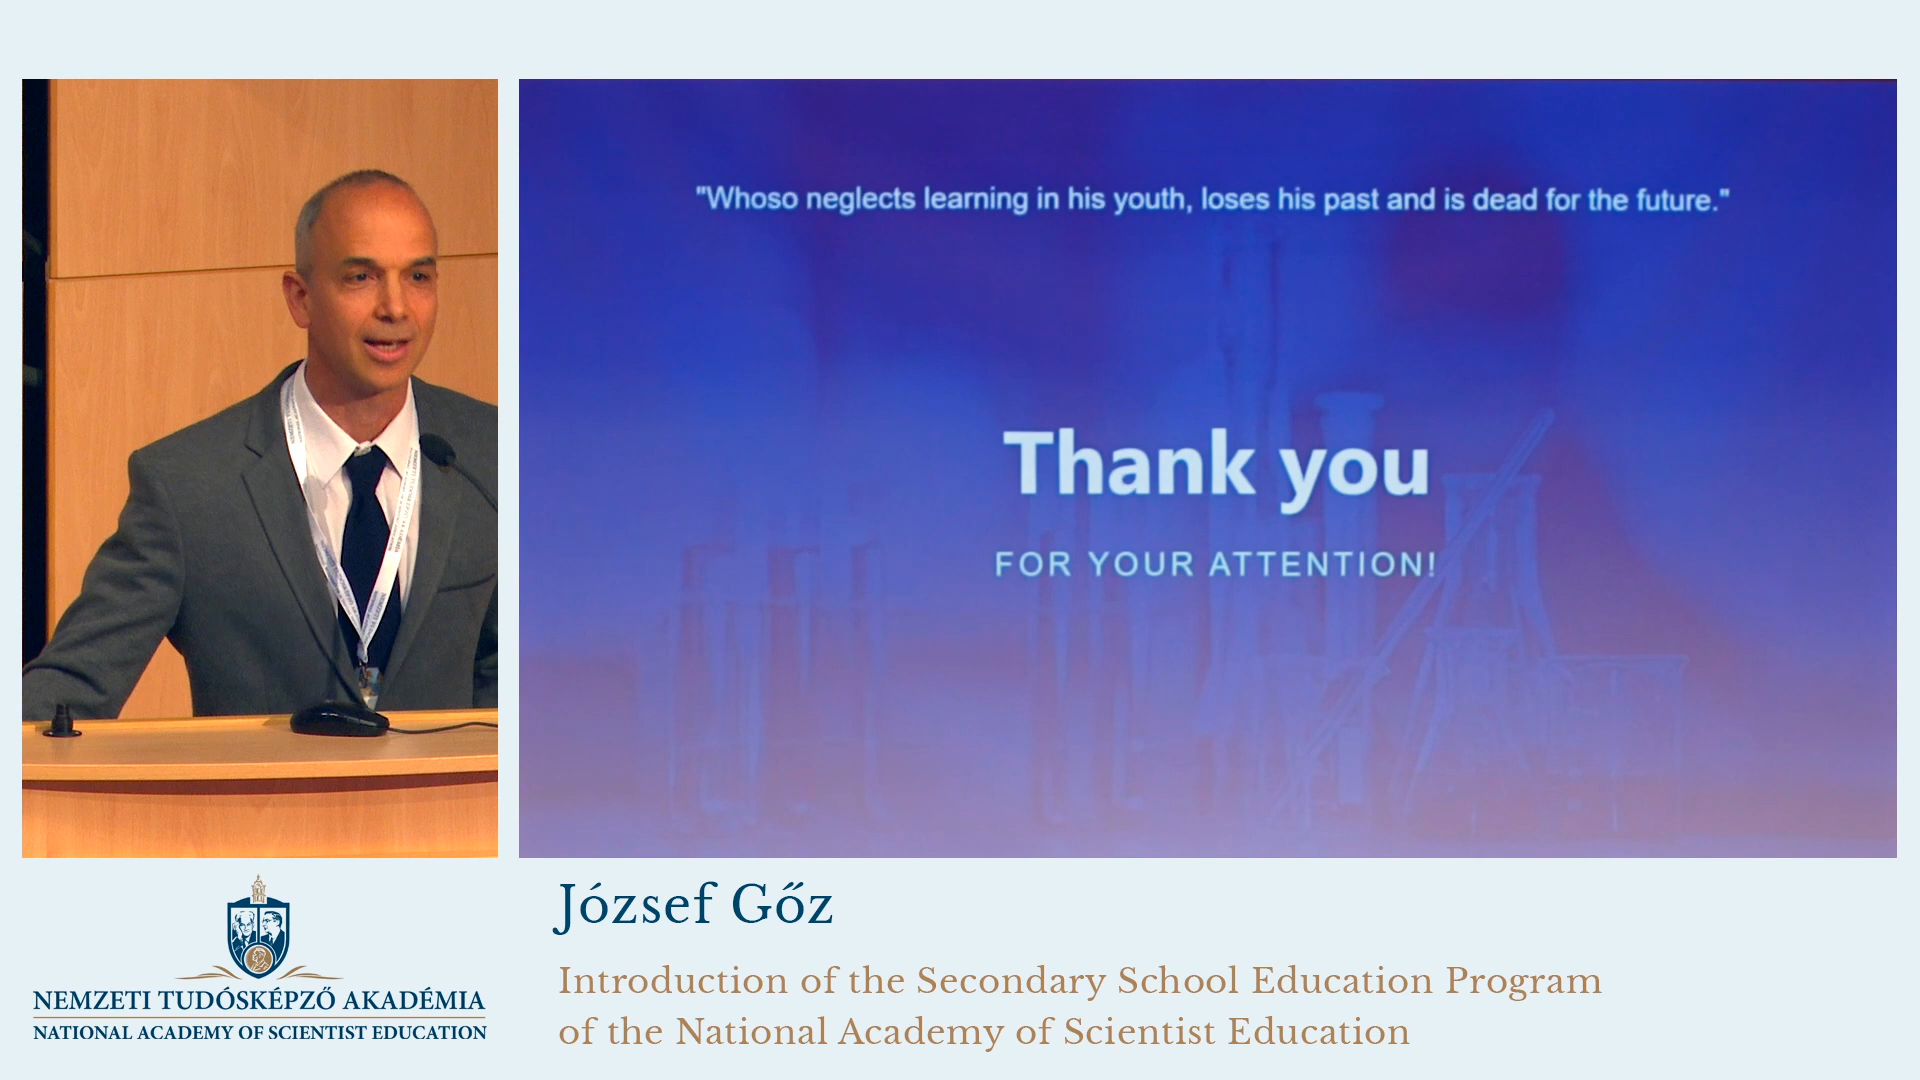 "Whoso neglects learning in his youth, loses his past and is dead for the future."
Thank you
FOR YOUR ATTENTION!
József Gőz
Introduction of the Secondary School Education Program
of the National Academy of Scientist Education
NEMZETI TUDÓSKÉPZŐ AKADÉMIA
NATIONAL ACADEMY OF SCIENTIST EDUCATION